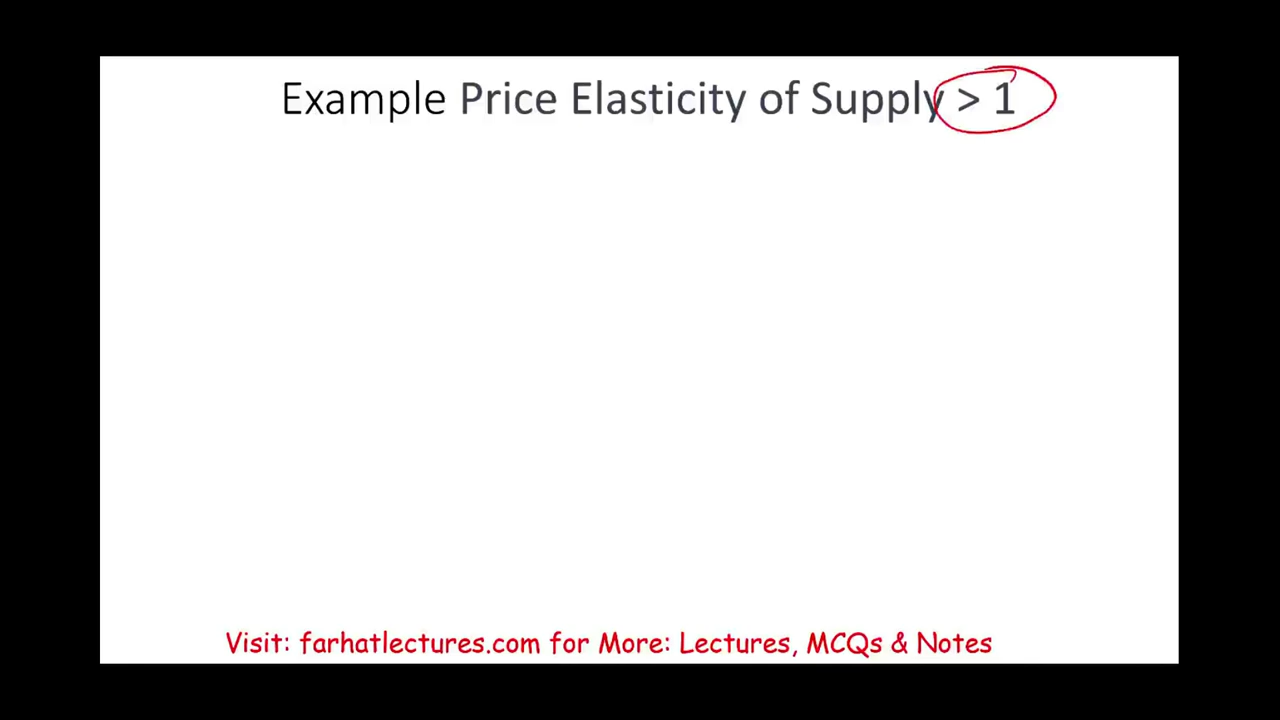 Example Price Elasticity of Supply > 1
Visit: farhatlectures.com for More: Lectures, MCQs & Notes